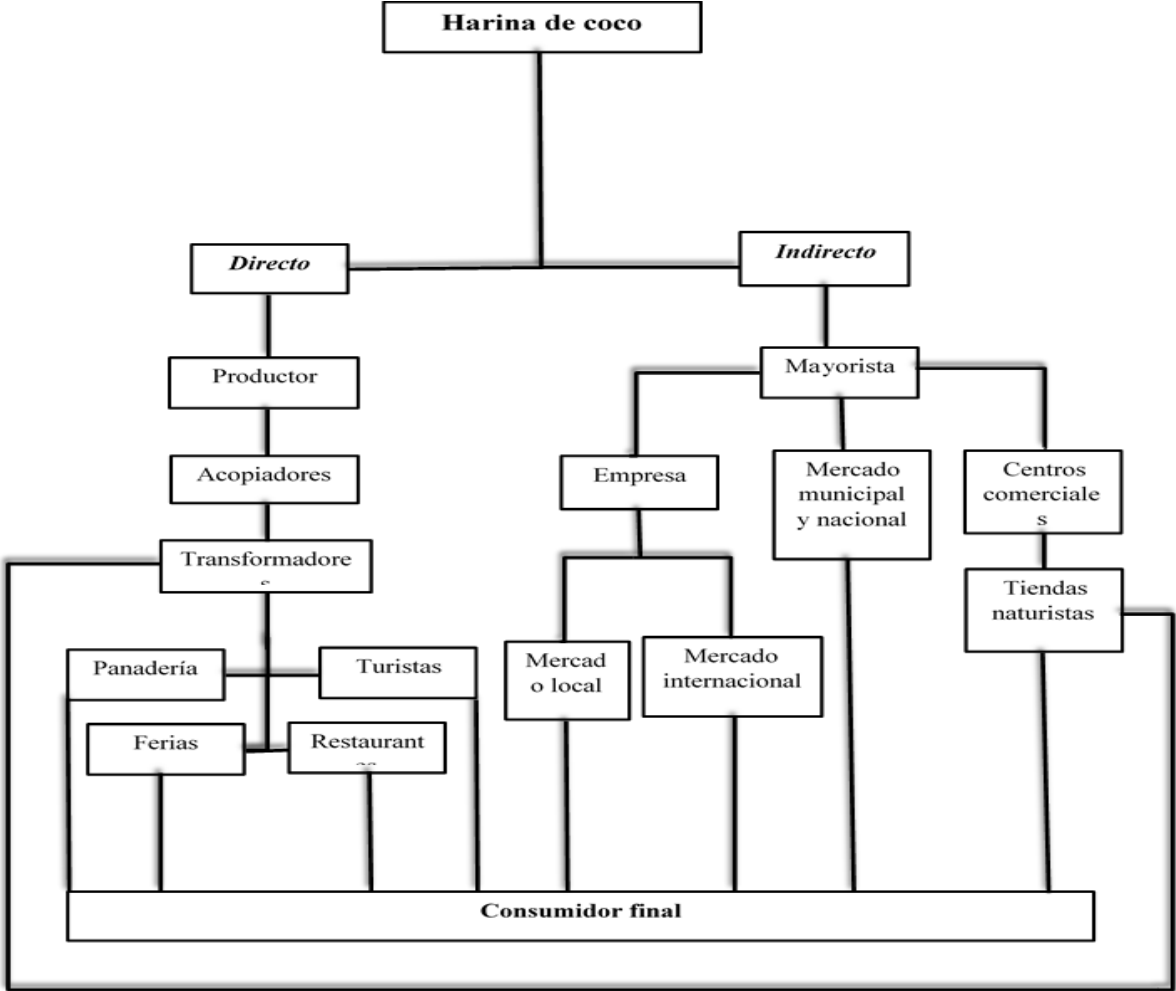 Harina de coco
Directo
Indirecto
Productor
Mayorista
Acopiadores
Empresa
Mercado
municipal
y nacional
Centros
comerciale
s
Transformadore
Tiendas
naturistas
Panadería
Turistas
Mercad
o local
Mercado
internacional
Ferias
Restaurant
Consumidor final